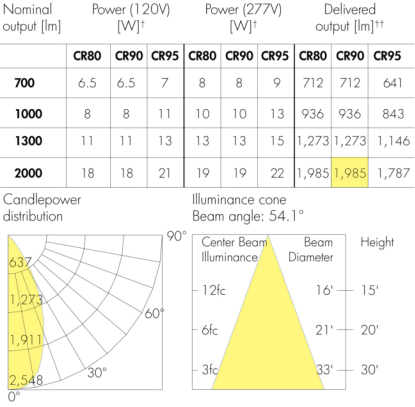 Nominal output [lm] Power (120V) [W]† Power (277V) [W]† Delivered output [lm]††
CR80 CR90 CR95 CR80 CR90 CR95 CR80 CR90 CR95
700 6.5 6.5 7 8 8 9 712 712 641
1000 8 8 11 10 10 13 936 936 843
1300 11 11 13 13 13 15 1,273 1,273 1,146
2000 18 18 21 19 19 22 1,985 1,985 1,787
Candlepower
distribution
90°
637
1,273
60°
1,911
30°
2,548
0°
Illuminance cone
Beam angle: 54.1°
Center Beam Illuminance Beam Diameter Height
12fc 16' 15'
6fc 21' 20'
3fc 33' 30'